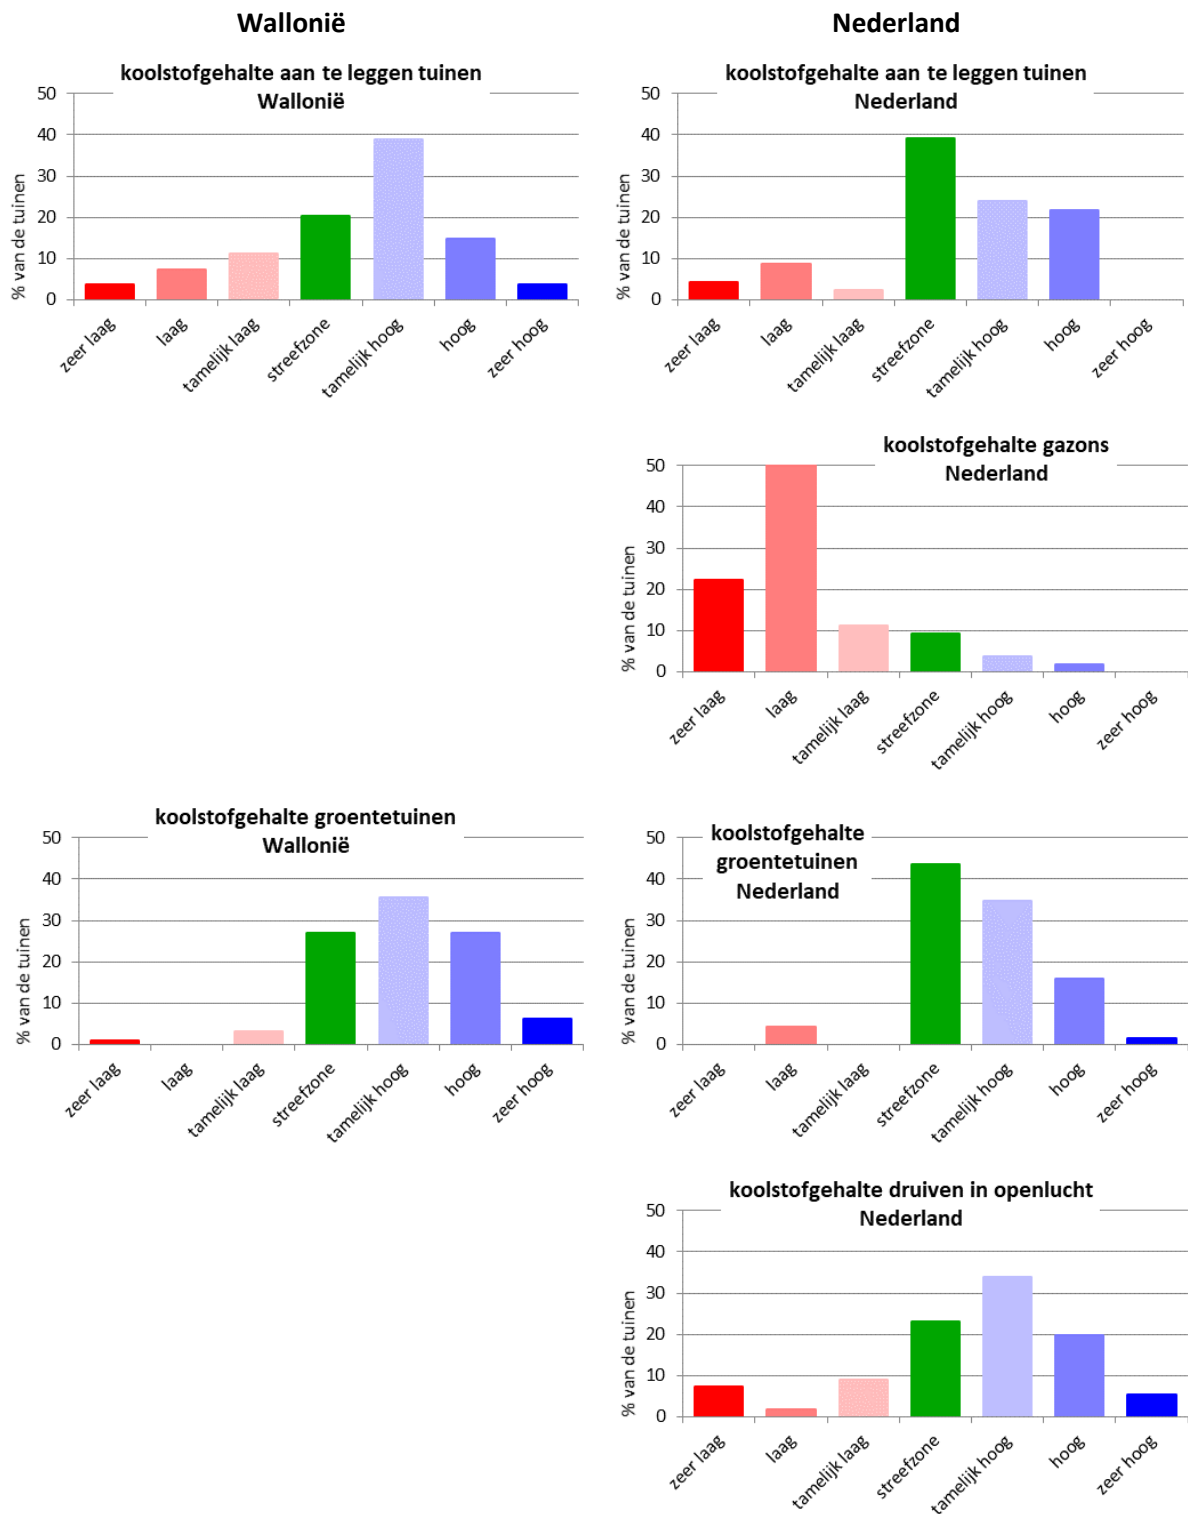 Wallonië
Nederland
koolstofgehalte aan te leggen tuinen
Wallonië
% van de tuinen
50
40
30
20
10
0
zeer laag
laag
tamelijk laag
streefzone
tamelijk hoog
hoog
zeer hoog
koolstofgehalte aan te leggen tuinen
Nederland
% van de tuinen
50
40
30
20
10
0
zeer laag
laag
tamelijk laag
streefzone
tamelijk hoog
hoog
zeer hoog
koolstofgehalte gazons
Nederland
% van de tuinen
50
40
30
20
10
0
zeer laag
laag
tamelijk laag
streefzone
tamelijk hoog
hoog
zeer hoog
koolstofgehalte groentetuinen
Wallonië
% van de tuinen
50
40
30
20
10
0
zeer laag
laag
tamelijk laag
streefzone
tamelijk hoog
hoog
zeer hoog
koolstofgehalte
groentetuinen
Nederland
% van de tuinen
50
40
30
20
10
0
zeer laag
laag
tamelijk laag
streefzone
tamelijk hoog
hoog
zeer hoog
koolstofgehalte druiven in openlucht
Nederland
% van de tuinen
50
40
30
20
10
0
zeer laag
laag
tamelijk laag
streefzone
tamelijk hoog
hoog
zeer hoog